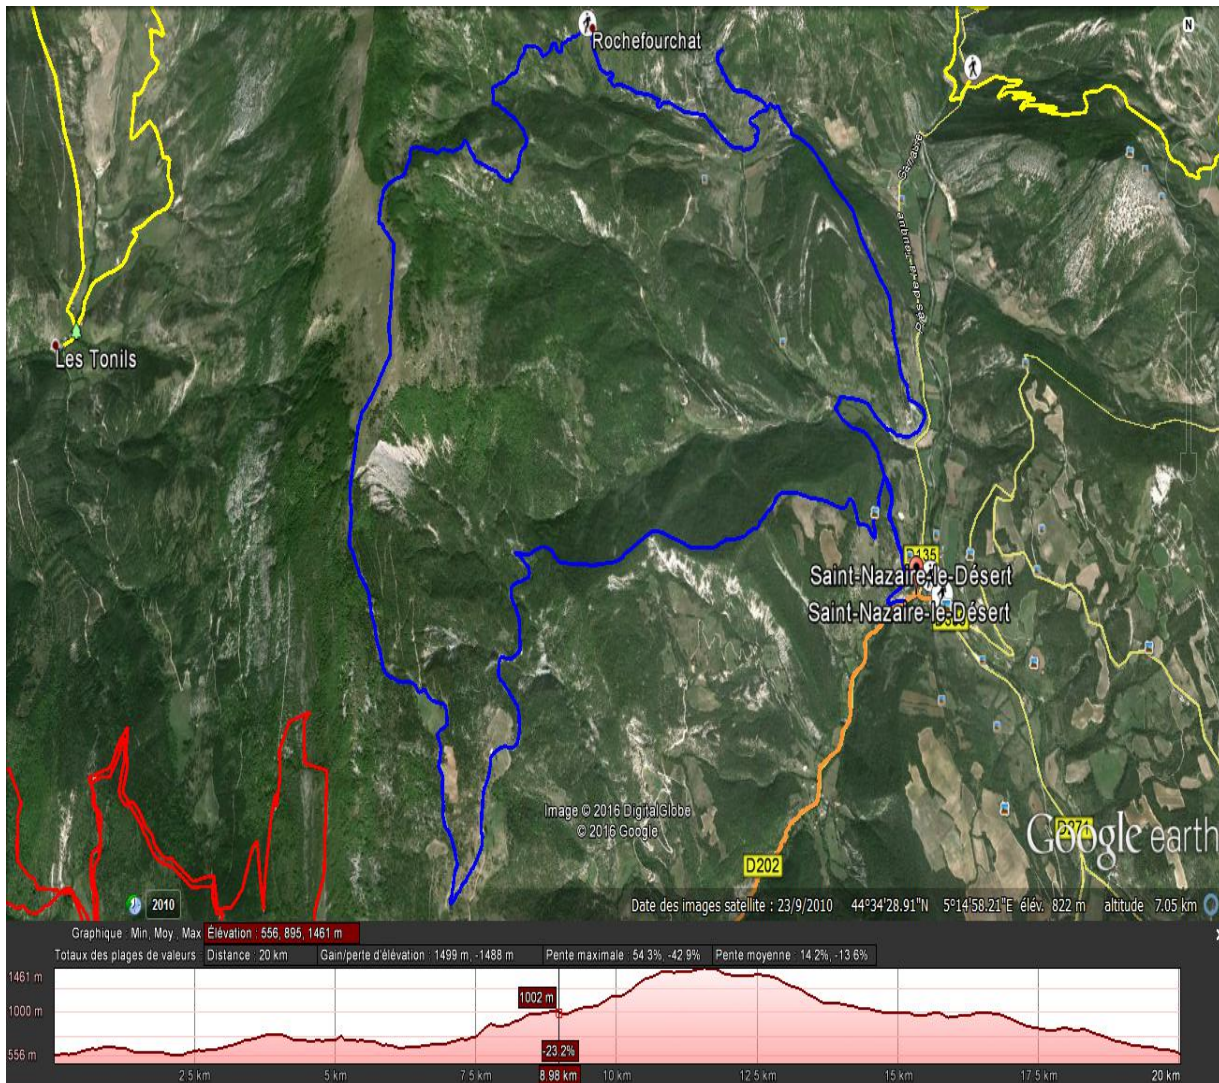 Rochefourchat
N
Les Tonils
D135
Saint-Nazaire-le-Désert
Saint-Nazaire-le-Désert
Image © 2016 DigitalGlobe
© 2016 Google
D202
D271
Google earth
2010
Date des images satellite : 23/9/2010 44°34'28.91"N 5°14'58.21"E élév. 822 m altitude 7.05 km
Graphique : Min, Moy., Max Élévation : 556, 895, 1461 m
Totaux des plages de valeurs : Distance : 20 km Gain/perte d'élévation : 1499 m, -1488 m Pente maximale : 54.3%, -42.9% Pente moyenne : 14.2%, -13.6%
1461 m
1002 m
1000 m
556 m
-23.2%
2.5 km 5 km 7.5 km 8.98 km 10 km 12.5 km 15 km 17.5 km 20 km